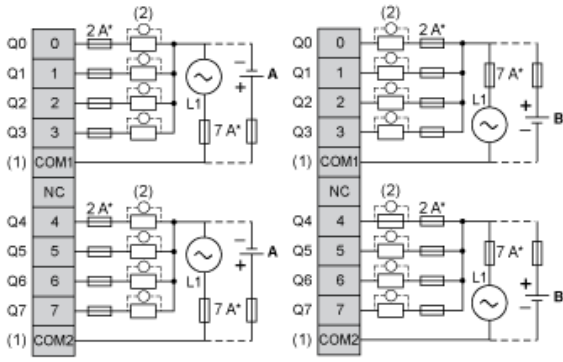 (2) (2)
Q0 0 2 A* Q0 0 2 A*
Q1 1 − A Q1 1 7 A*
Q2 2 + L1 Q2 2 L1 +
Q3 3 7 A* Q3 3 − B
(1) COM1 (1) COM1
NC NC
(2) (2)
Q4 4 2 A* Q4 4 2 A*
Q5 5 − + A Q5 5 7 A*
Q6 6 L1 Q6 6 L1 +
Q7 7 7 A* Q7 7 − B
(1) COM2 (1) COM2